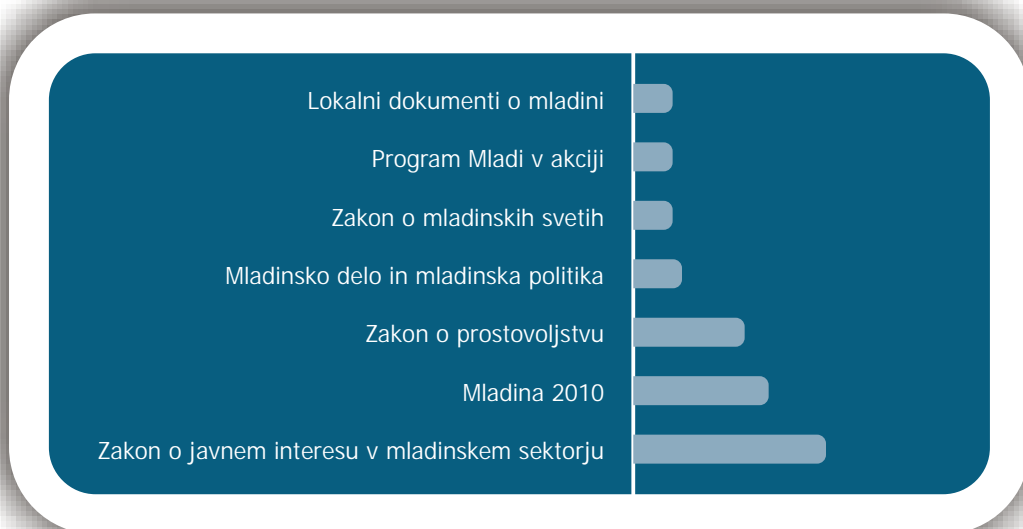 Lokalni dokumenti o mladini
Program Mladi v akciji
Zakon o mladinskih svetih
Mladinsko delo in mladinska politika
Zakon o prostovoljstvu
Mladina 2010
Zakon o javnem interesu v mladinskem sektorju